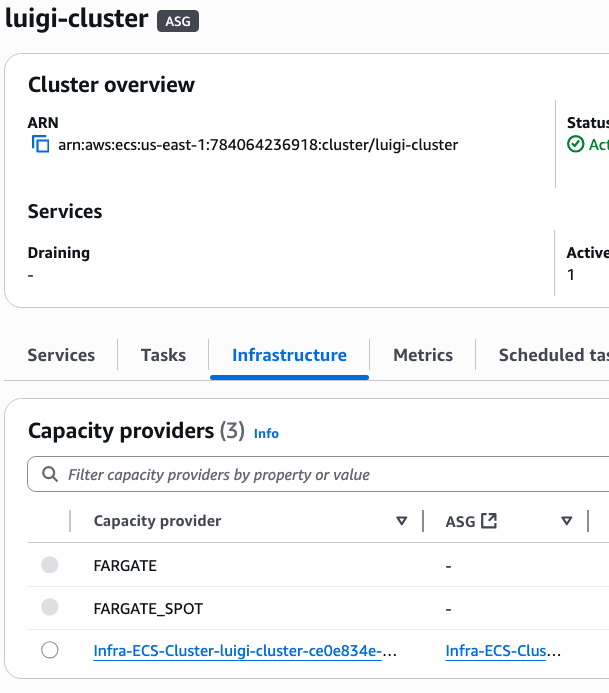 luigi-cluster ASG
Cluster overview
ARN
arn:aws:ecs:us-east-1:784064236918:cluster/luigi-cluster
Status
Act
Services
Draining
-
Active
1
Services Tasks Infrastructure Metrics Scheduled tas
Capacity providers (3) Info
Filter capacity providers by property or value
Capacity provider ASG
FARGATE -
FARGATE_SPOT -
Infra-ECS-Cluster-luigi-cluster-ce0e834e-... Infra-ECS-Clus...